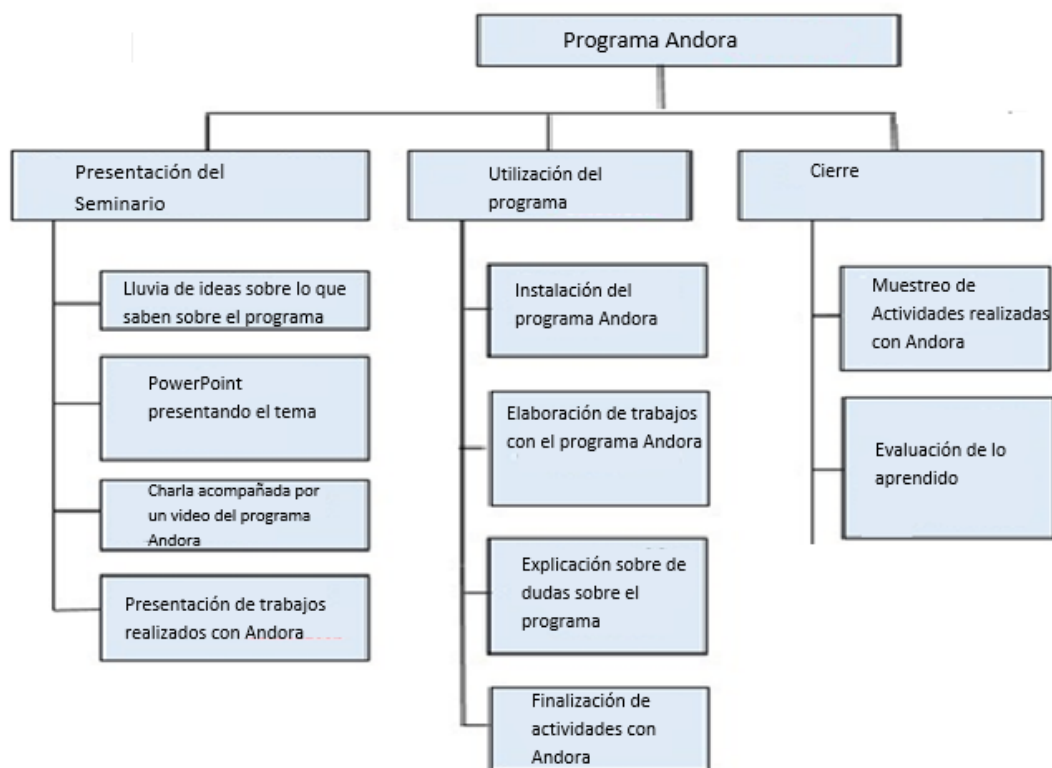 Programa Andora
Presentación del
Seminario
Lluvia de ideas sobre lo que
saben sobre el programa
PowerPoint
presentando el tema
Charla acompañada por
un video del programa
Andora
Presentación de trabajos
realizados con Andora
Utilización del
programa
Instalación del
programa Andora
Elaboración de trabajos
con el programa Andora
Explicación sobre de
dudas sobre el
programa
Finalización de
actividades con
Andora
Cierre
Muestreo de
Actividades realizadas
con Andora
Evaluación de lo
aprendido